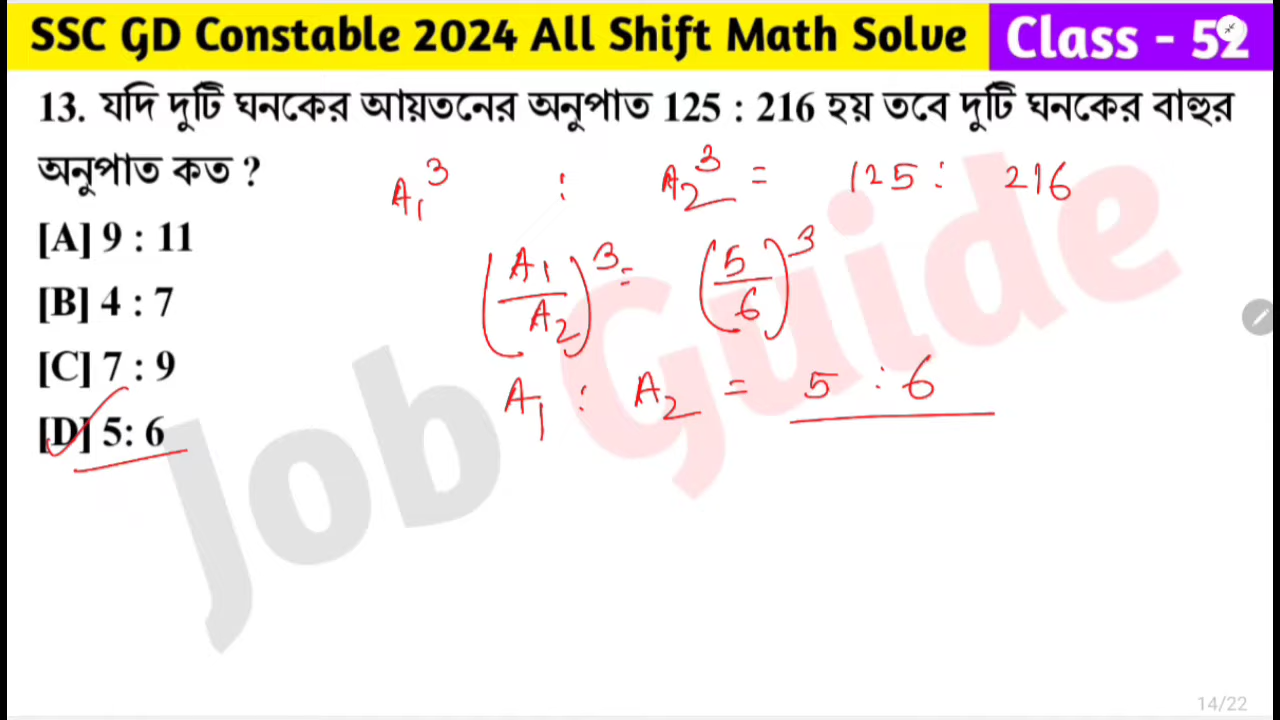 SSC GD Constable 2024 All Shift Math Solve Class - 52
13. যদি দুটি ঘনকের আয়তনের অনুপাত 125 : 216 হয় তবে দুটি ঘনকের বাহুর
অনুপাত কত ?
A₁³ : A₂³ = 125 : 216
[A] 9 : 11
(A₁/A₂)³ = (5/6)³
[B] 4 : 7
[C] 7 : 9
A₁ : A₂ = 5 : 6
[D] 5: 6
Job Guide
14/22